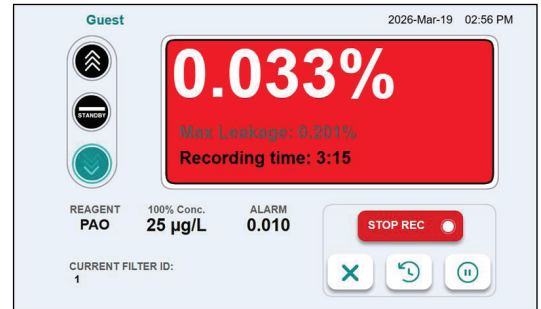 Guest
2026-Mar-19 02:56 PM
0.033%
STANDBY
Max Leakage: 0.201%
Recording time: 3:15
REAGENT 100% Conc. ALARM
PAO 25 µg/L 0.010
STOP REC
CURRENT FILTER ID:
1